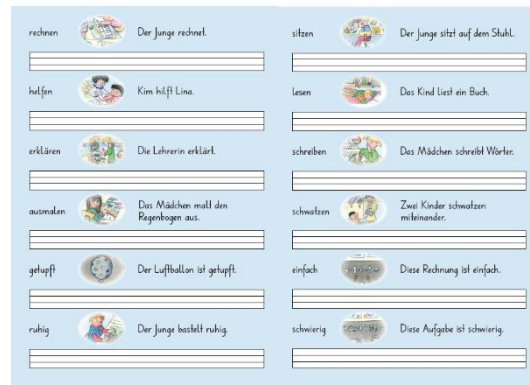 rechnen Der Junge rechnet.
helfen Kim hilft Lina.
erklären Die Lehrerin erklärt.
ausmalen Das Mädchen malt den
Regenbogen aus.
getupft Der Luftballon ist getupft.
ruhig Der Junge bastelt ruhig.
sitzen Der Junge sitzt auf dem Stuhl.
lesen Das Kind liest ein Buch.
schreiben Das Mädchen schreibt Wörter.
schwatzen Zwei Kinder schwatzen
miteinander.
einfach Diese Rechnung ist einfach.
schwierig Diese Aufgabe ist schwierig.